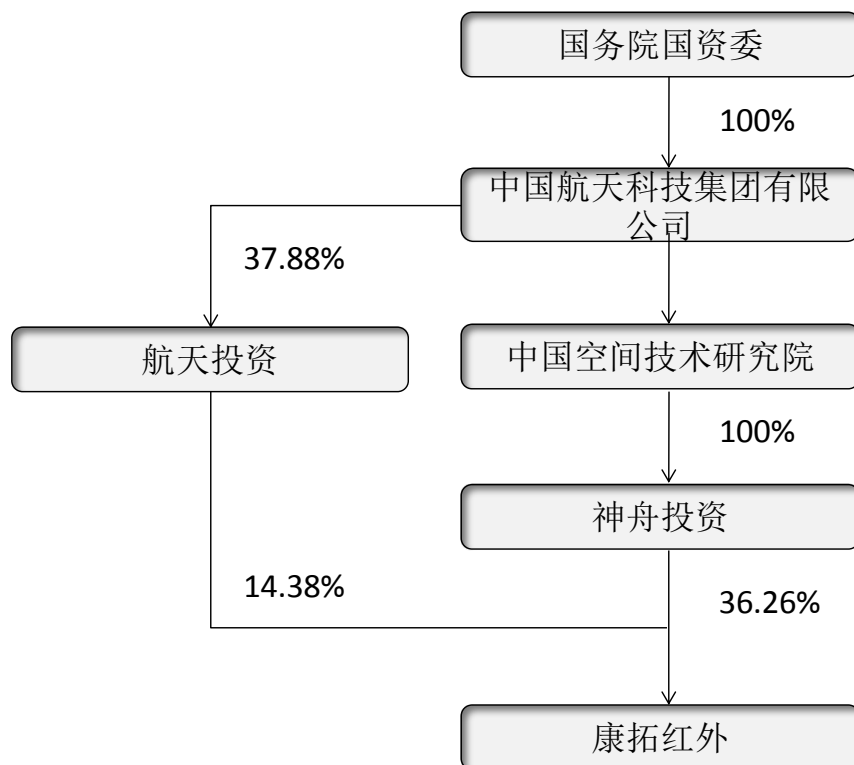 国务院国资委
100%
中国航天科技集团有限
公司
37.88%
航天投资
中国空间技术研究院
100%
神舟投资
14.38%
36.26%
康拓红外